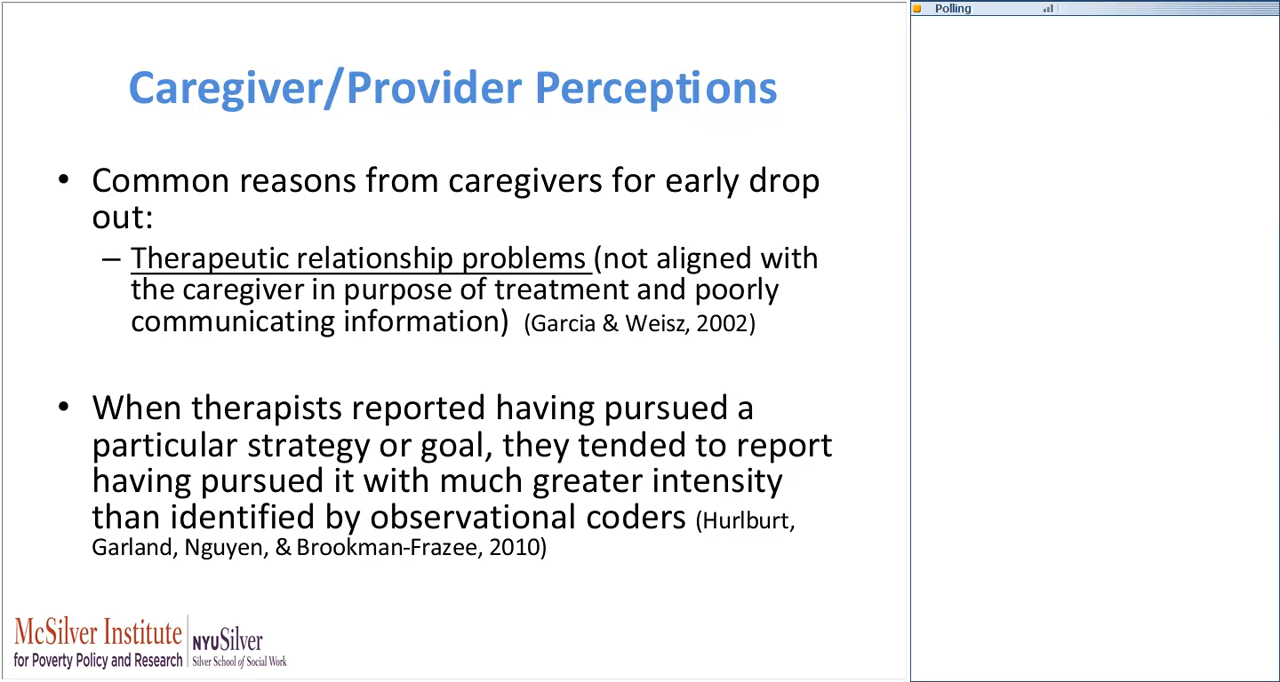 Polling
Caregiver/Provider Perceptions
• Common reasons from caregivers for early drop
out:
– Therapeutic relationship problems (not aligned with
the caregiver in purpose of treatment and poorly
communicating information) (Garcia & Weisz, 2002)
• When therapists reported having pursued a
particular strategy or goal, they tended to report
having pursued it with much greater intensity
than identified by observational coders (Hurlburt,
Garland, Nguyen, & Brookman-Frazee, 2010)
McSilver Institute
for Poverty Policy and Research
NYUSilver
Silver School of Social Work